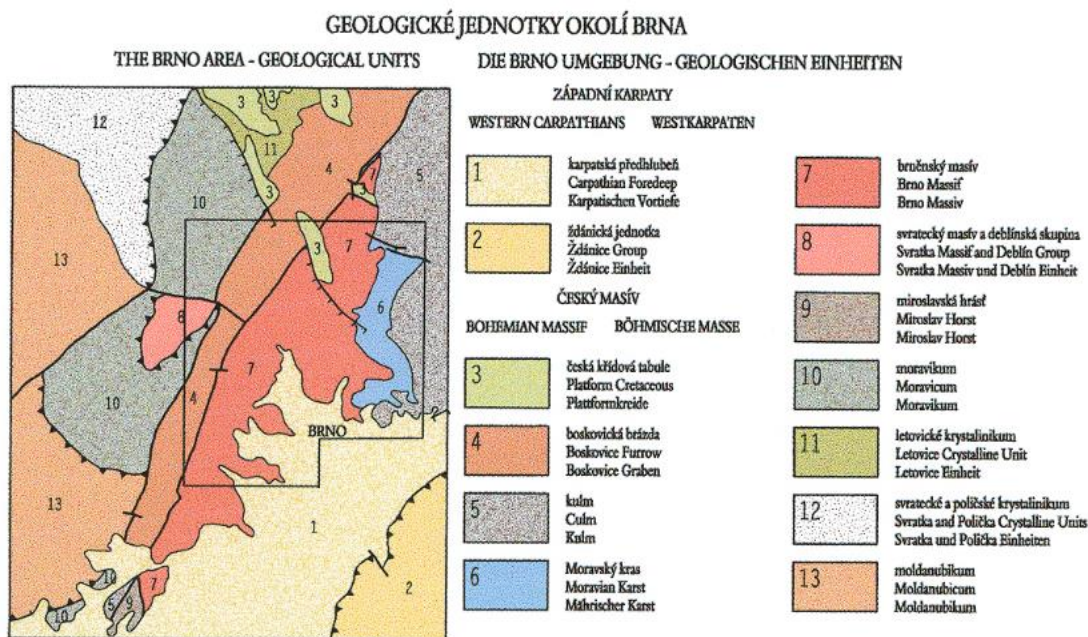 GEOLOGICKÉ JEDNOTKY OKOLÍ BRNA
THE BRNO AREA - GEOLOGICAL UNITS
DIE BRNO UMGEBUNG - GEOLOGISCHEN EINHEITEN
12
3
3
3
11
4
7
5
10
3
3
3
7
13
6
8
7
10
4
BRNO
13
1
10
7
5
9
10
2
ZÁPADNÍ KARPATY
WESTERN CARPATHIANS WESTKARPATEN
1
karpatská předhlubeň
Carpathian Foredeep
Karpatischen Vortiefe
2
ždánická jednotka
Ždánice Group
Ždánice Einheit
ČESKÝ MASÍV
BOHEMIAN MASSIF BÖHMISCHE MASSE
3
česká křídová tabule
Platform Cretaceous
Plattformkreide
4
boskovická brázda
Boskovice Furrow
Boskovice Graben
5
kulm
Culm
Kulm
6
Moravský kras
Moravian Karst
Mährischer Karst
7
brněnský masív
Brno Massif
Brno Massiv
8
svratecký masív a deblínská skupina
Svratka Massif and Deblín Group
Svratka Massiv und Deblín Einheit
9
miroslavská hrásť
Miroslav Horst
Miroslav Horst
10
moravikum
Moravicum
Moravikum
11
letovické krystalinikum
Letovice Crystalline Unit
Letovice Einheit
12
svratecké a poličské krystalinikum
Svratka and Polička Crystalline Units
Svratka und Polička Einheiten
13
moldanubikum
Moldanubicum
Moldanubikum